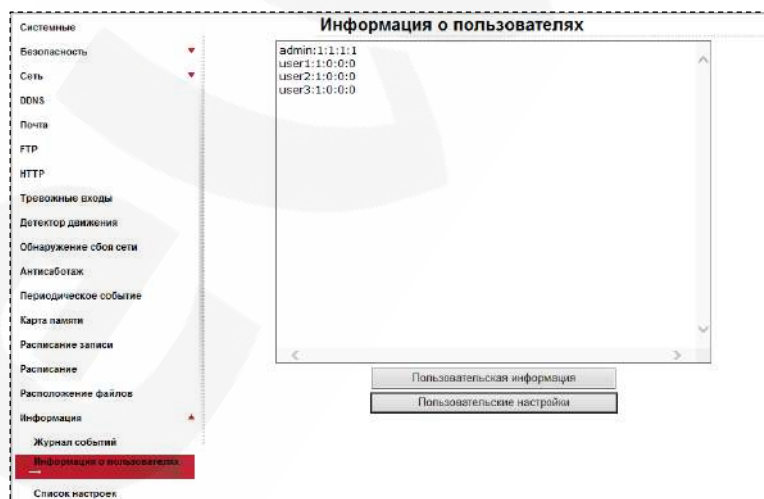 Системные
Безопасность
Сеть
DDNS
Почта
FTP
HTTP
Тревожные входы
Детектор движения
Обнаружение сбоя сети
Антисаботаж
Периодическое событие
Карта памяти
Расписание записи
Расписание
Расположение файлов
Информация
Журнал событий
Информация о пользователях
Список настроек
Информация о пользователях
admin:1:1:1:1
user1:1:0:0:0
user2:1:0:0:0
user3:1:0:0:0
Пользовательская информация
Пользовательские настройки